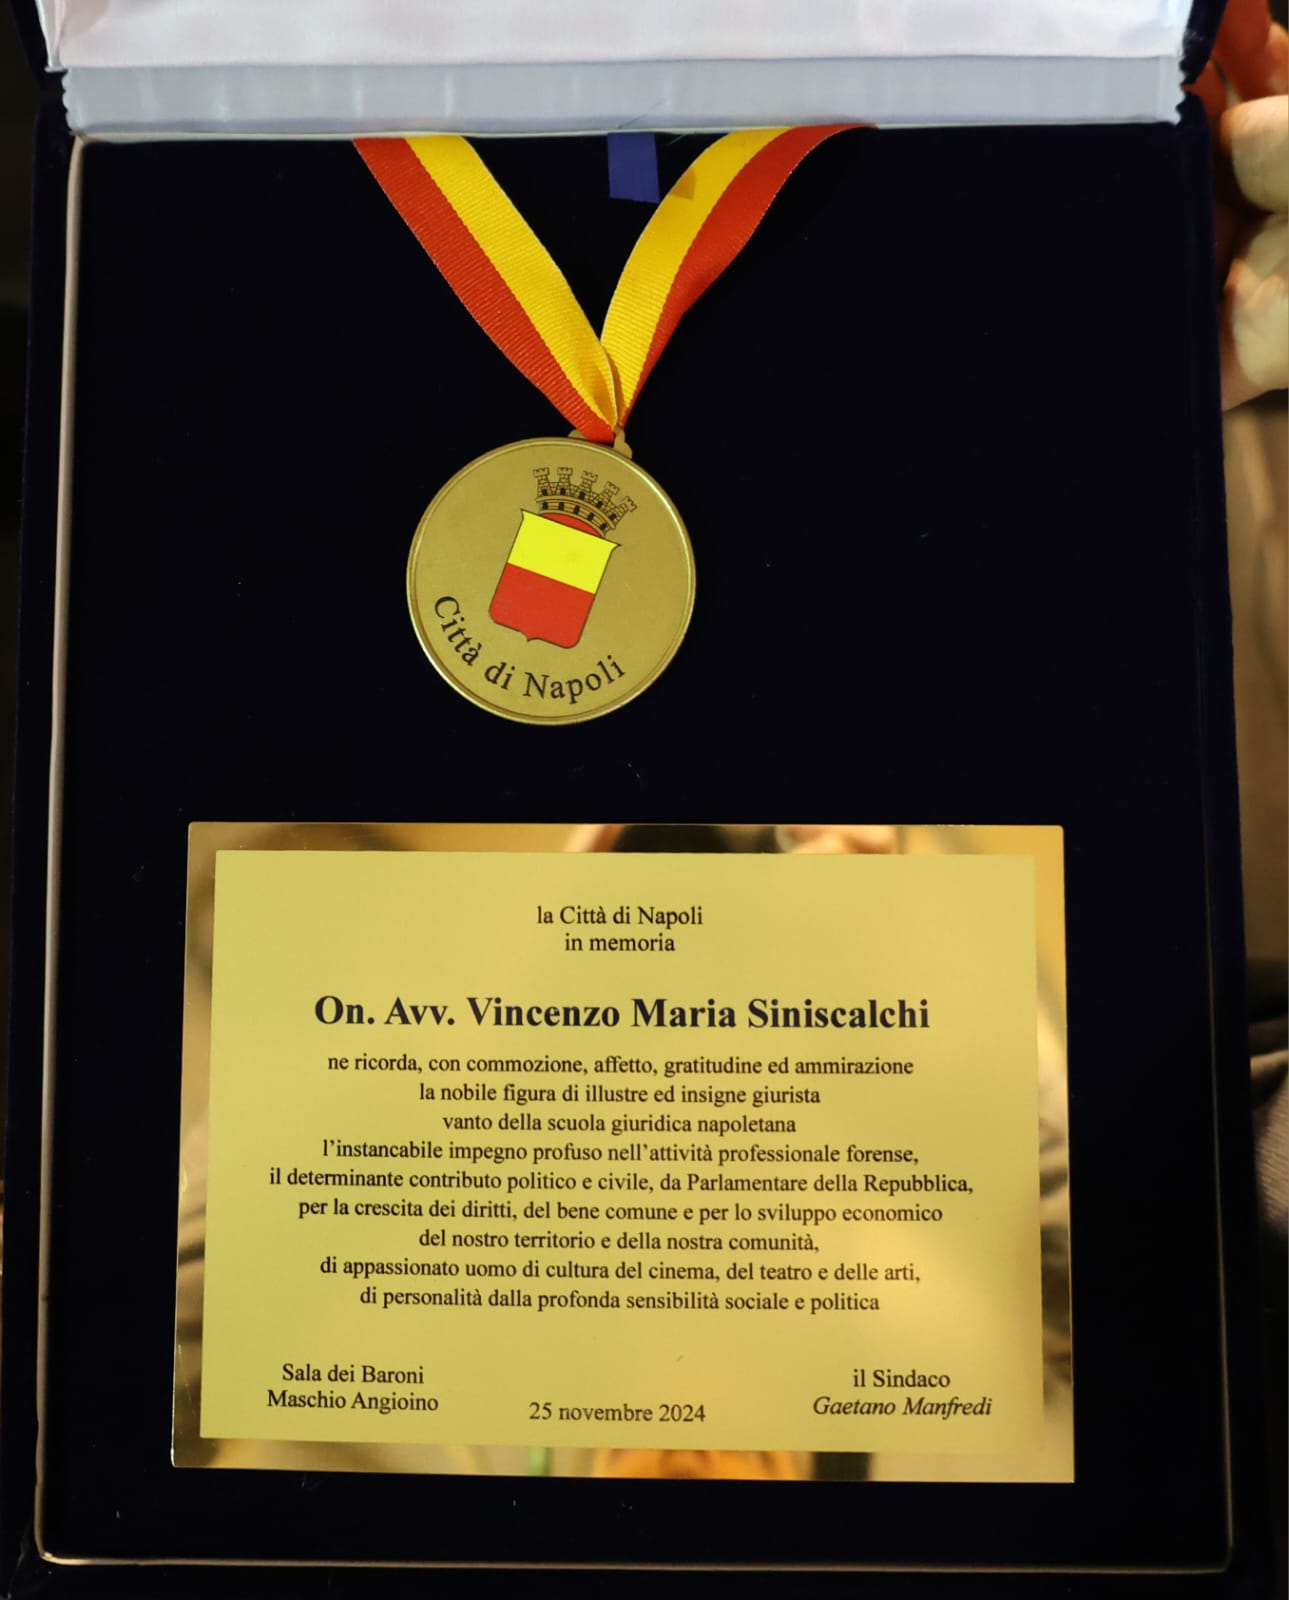 Città di Napoli
la Città di Napoli
in memoria
On. Avv. Vincenzo Maria Siniscalchi
ne ricorda, con commozione, affetto, gratitudine ed ammirazione
la nobile figura di illustre ed insigne giurista
vanto della scuola giuridica napoletana
l'instancabile impegno profuso nell'attività professionale forense,
il determinante contributo politico e civile, da Parlamentare della Repubblica,
per la crescita dei diritti, del bene comune e per lo sviluppo economico
del nostro territorio e della nostra comunità,
di appassionato uomo di cultura del cinema, del teatro e delle arti,
di personalità dalla profonda sensibilità sociale e politica
Sala dei Baroni
Maschio Angioino
25 novembre 2024
il Sindaco
Gaetano Manfredi